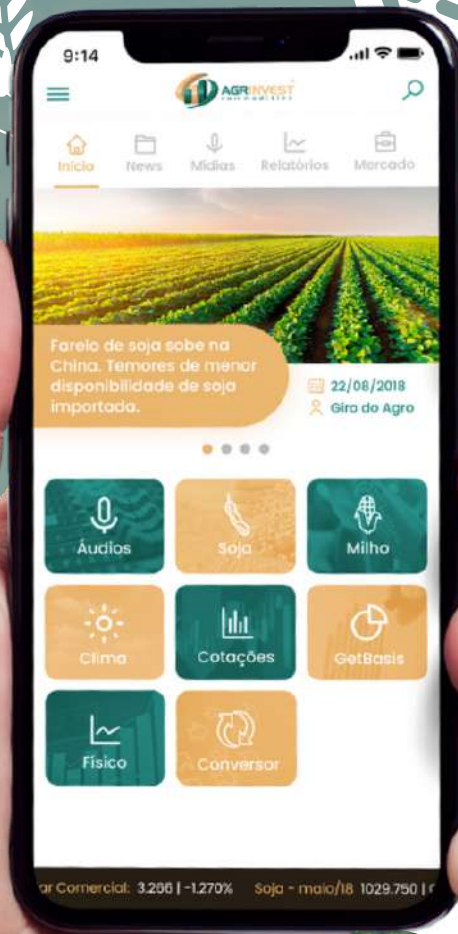 9:14
AGRINVEST
commodities
Início
News
Mídias
Relatórios
Mercado
Farelo de soja sobe na
China. Temores de menor
disponibilidade de soja
importada.
22/08/2018
Giro do Agro
Áudios
Soja
Milho
Clima
Cotações
GetBasis
Físico
Conversor
ar Comercial: 3.266 | -1.270% Soja - maio/18 1029.750 |